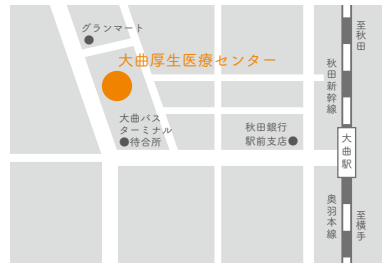 グランマート
大曲厚生医療センター
大曲バス
ターミナル
●待合所
秋田銀行
駅前支店●
至秋田
秋田新幹線
大曲駅
奥羽本線
至横手